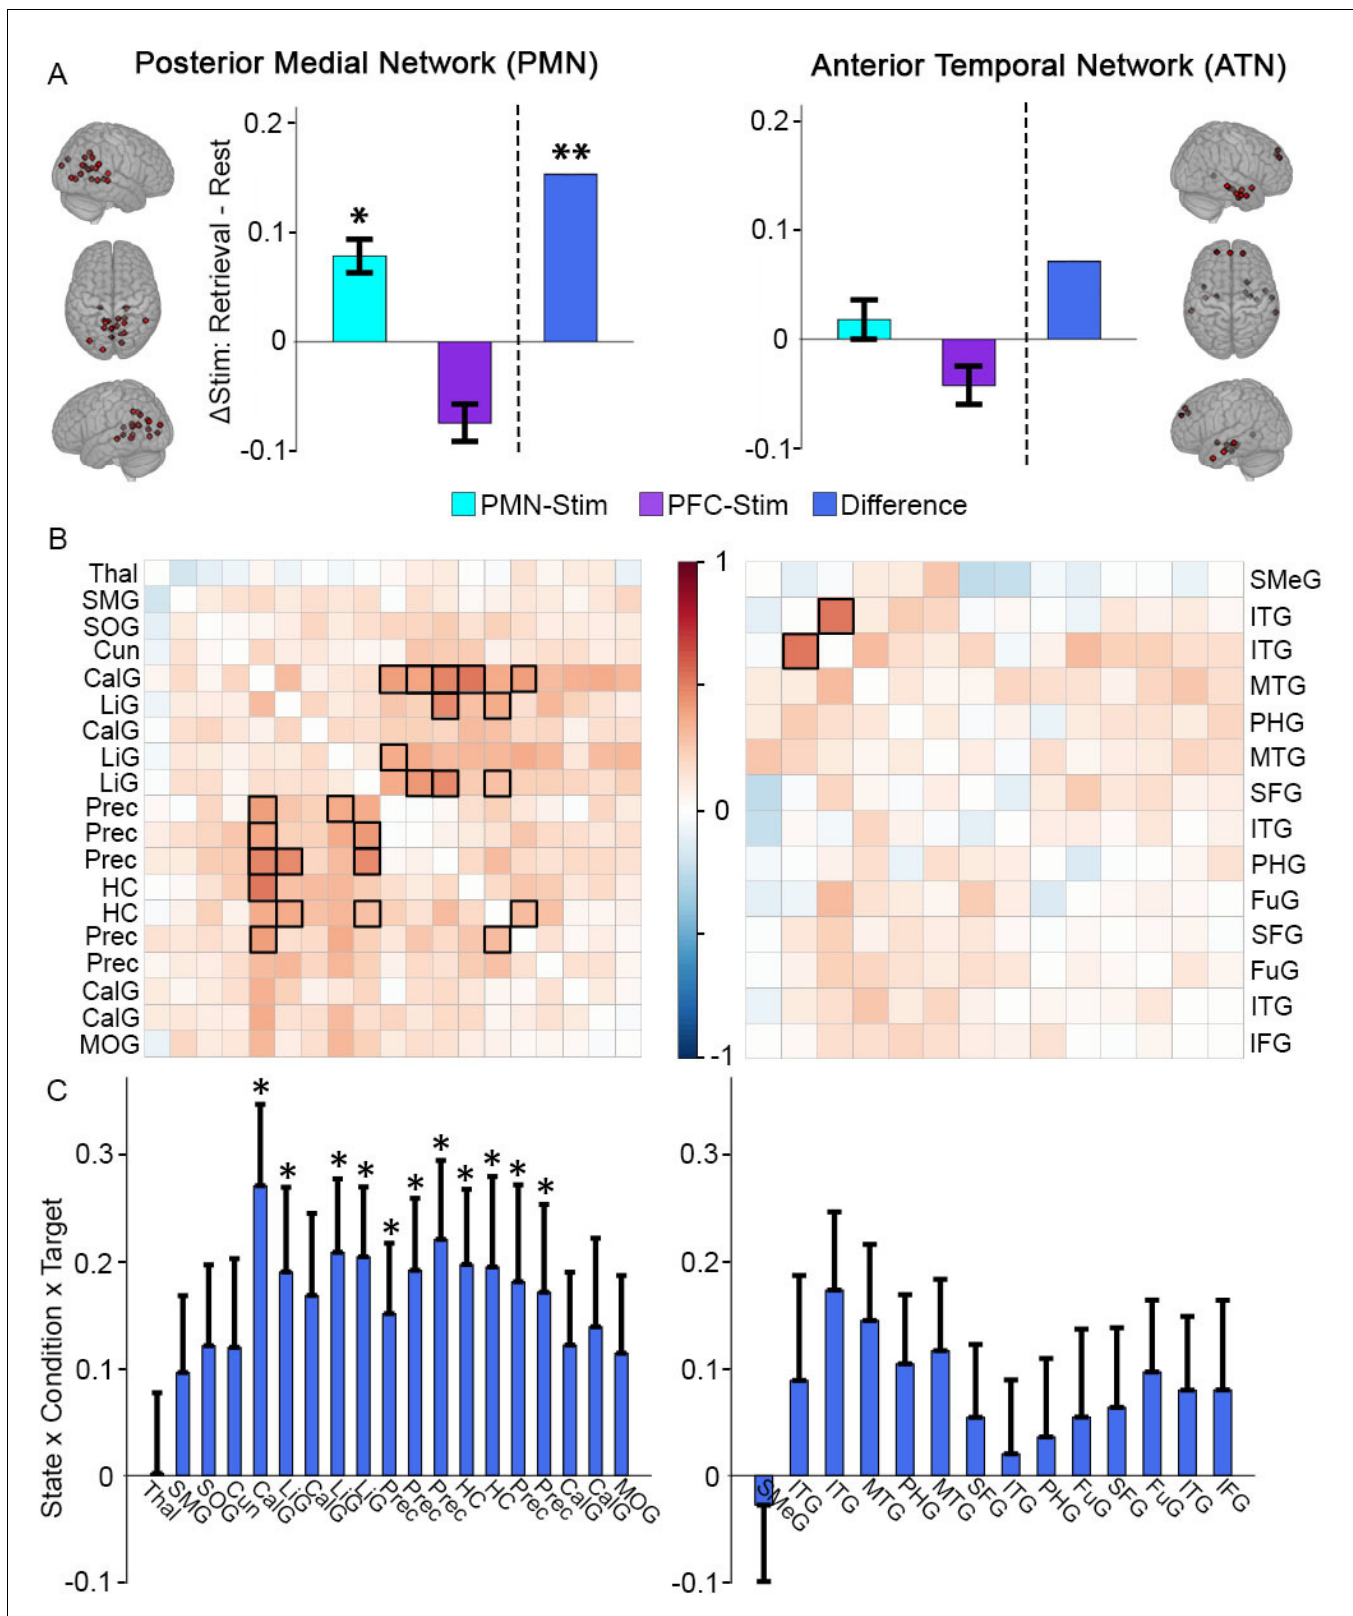 A
Posterior Medial Network (PMN)
Anterior Temporal Network (ATN)
ΔStim: Retrieval - Rest
0.2
0.1
0
-0.1
*
**
0.2
0.1
0
-0.1
PMN-Stim
PFC-Stim
Difference
B
Thal
SMG
SOG
Cun
CalG
LiG
CalG
LiG
LiG
Prec
Prec
Prec
HC
HC
Prec
Prec
CalG
CalG
MOG
1
0
-1
SMeG
ITG
ITG
MTG
PHG
MTG
SFG
ITG
PHG
FuG
SFG
FuG
ITG
IFG
C
State x Condition x Target
0.3
0.2
0.1
0
-0.1
* * * * * * * * * * *
Thal SMG SOG Cun CalG LiG CalG LiG LiG Prec Prec Prec HC HC Prec Prec CalG CalG MOG
0.3
0.2
0.1
0
-0.1
SMeG ITG ITG MTG PHG MTG SFG ITG PHG FuG SFG FuG ITG IFG